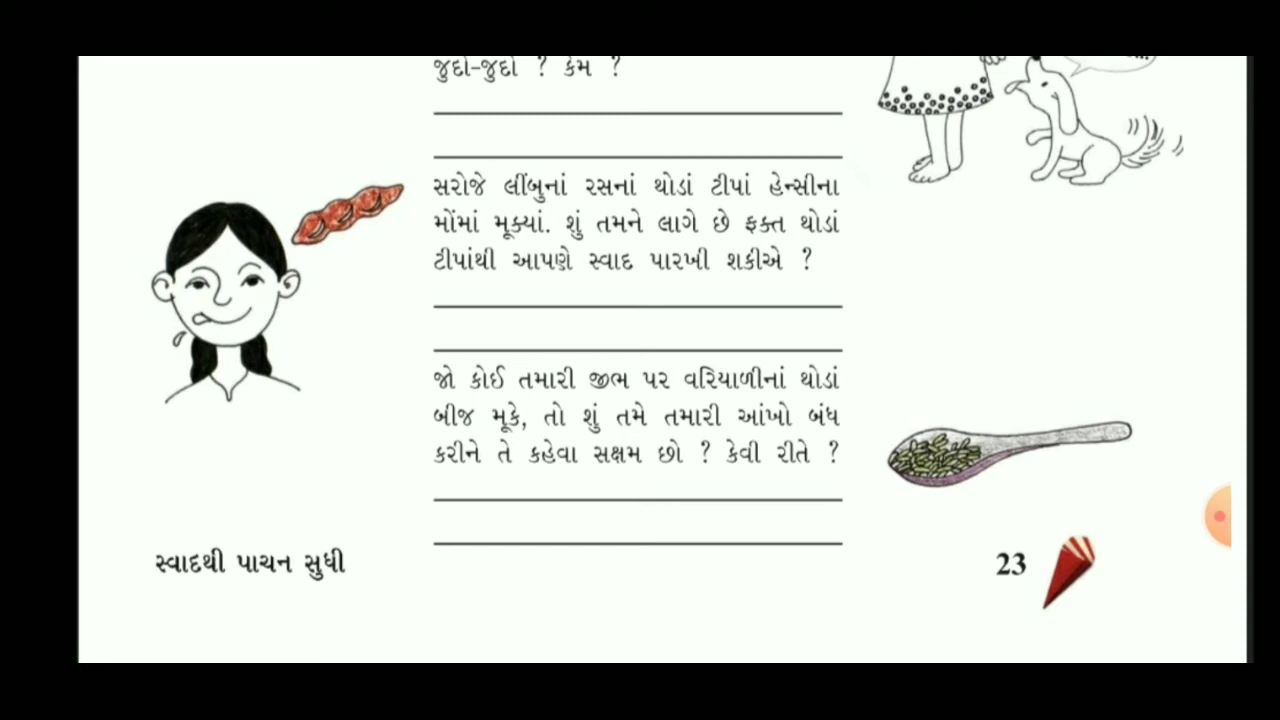 જુદો-જુદો ? કેમ ?
સરોજે લીંબુનાં રસનાં થોડાં ટીપાં હેન્સીના
મોંમાં મૂક્યાં. શું તમને લાગે છે ફક્ત થોડાં
ટીપાંથી આપણે સ્વાદ પારખી શકીએ ?
જો કોઈ તમારી જીભ પર વરિયાળીનાં થોડાં
બીજ મૂકે, તો શું તમે તમારી આંખો બંધ
કરીને તે કહેવા સક્ષમ છો ? કેવી રીતે ?
સ્વાદથી પાચન સુધી
23